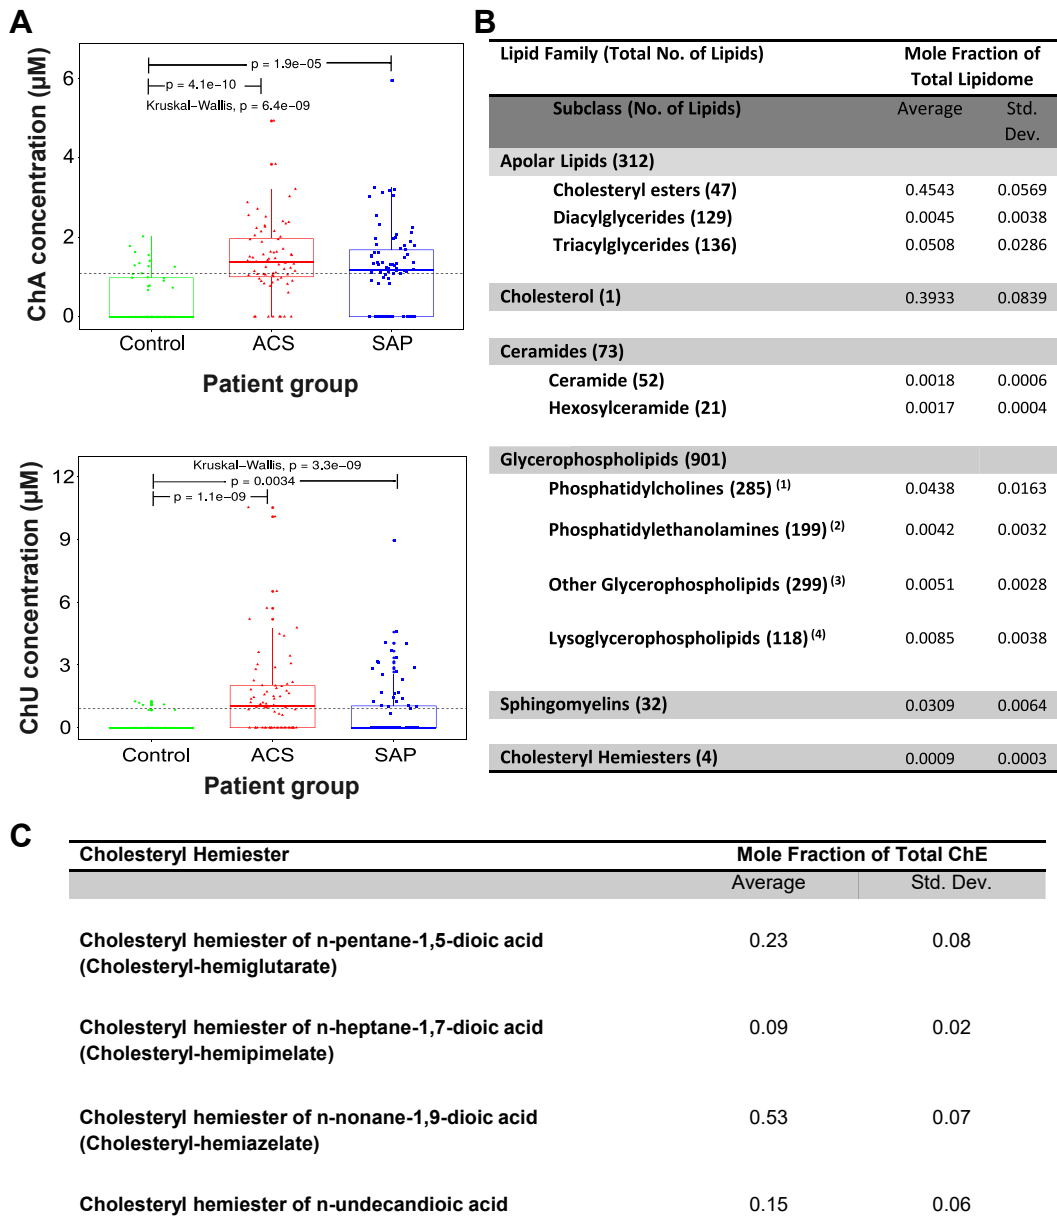 A
ChA concentration (µM)
6
4
2
0
p = 1.9e−05
p = 4.1e−10
Kruskal−Wallis, p = 6.4e−09
Control ACS SAP
Patient group
ChU concentration (µM)
12
9
6
3
0
Kruskal−Wallis, p = 3.3e−09
p = 0.0034
p = 1.1e−09
Control ACS SAP
Patient group
B
Lipid Family (Total No. of Lipids) Mole Fraction of
Total Lipidome
Subclass (No. of Lipids) Average Std.
Dev.
Apolar Lipids (312)
Cholesteryl esters (47) 0.4543 0.0569
Diacylglycerides (129) 0.0045 0.0038
Triacylglycerides (136) 0.0508 0.0286
Cholesterol (1) 0.3933 0.0839
Ceramides (73)
Ceramide (52) 0.0018 0.0006
Hexosylceramide (21) 0.0017 0.0004
Glycerophospholipids (901)
Phosphatidylcholines (285) (1) 0.0438 0.0163
Phosphatidylethanolamines (199) (2) 0.0042 0.0032
Other Glycerophospholipids (299) (3) 0.0051 0.0028
Lysoglycerophospholipids (118) (4) 0.0085 0.0038
Sphingomyelins (32) 0.0309 0.0064
Cholesteryl Hemiesters (4) 0.0009 0.0003
C
Cholesteryl Hemiester Mole Fraction of Total ChE
Average Std. Dev.
Cholesteryl hemiester of n-pentane-1,5-dioic acid 0.23 0.08
(Cholesteryl-hemiglutarate)
Cholesteryl hemiester of n-heptane-1,7-dioic acid 0.09 0.02
(Cholesteryl-hemipimelate)
Cholesteryl hemiester of n-nonane-1,9-dioic acid 0.53 0.07
(Cholesteryl-hemiazelate)
Cholesteryl hemiester of n-undecandioic acid 0.15 0.06